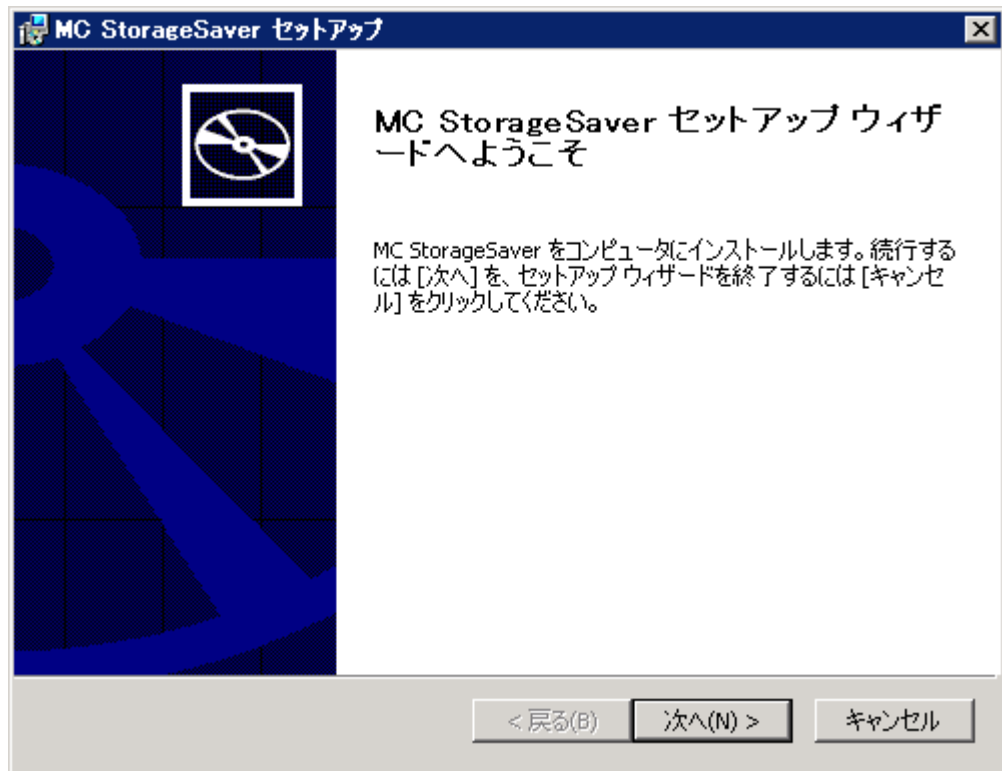 MC StorageSaver セットアップ
MC StorageSaver セットアップ ウィザ
ードへようこそ
MC StorageSaver をコンピュータにインストールします。続行する
には [次へ] を、セットアップ ウィザードを終了するには [キャンセ
ル] をクリックしてください。
< 戻る(B)
次へ(N) >
キャンセル